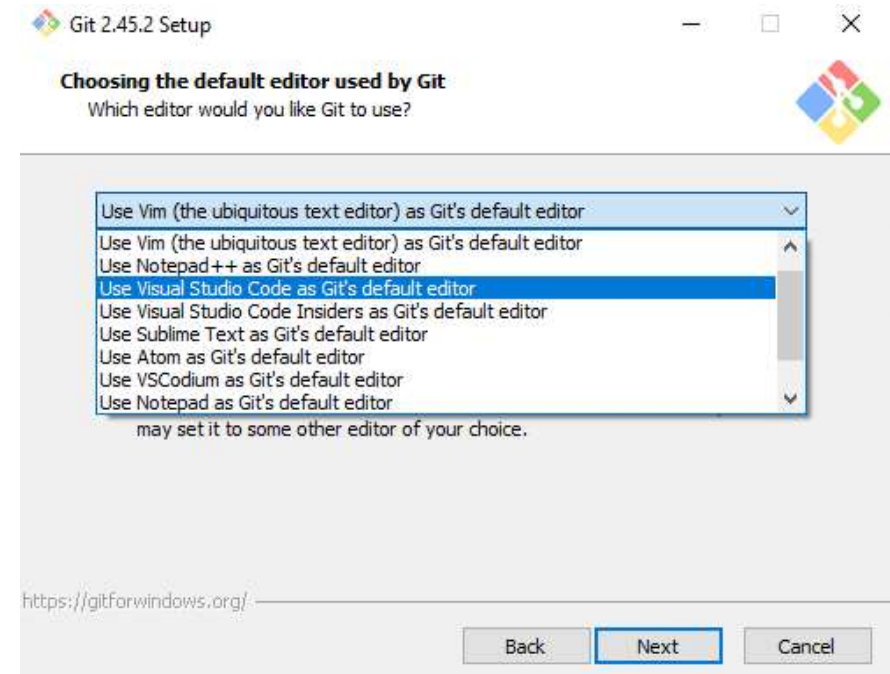 Git 2.45.2 Setup
Choosing the default editor used by Git
Which editor would you like Git to use?
Use Vim (the ubiquitous text editor) as Git's default editor
Use Vim (the ubiquitous text editor) as Git's default editor
Use Notepad++ as Git's default editor
Use Visual Studio Code as Git's default editor
Use Visual Studio Code Insiders as Git's default editor
Use Sublime Text as Git's default editor
Use Atom as Git's default editor
Use VSCodium as Git's default editor
Use Notepad as Git's default editor
may set it to some other editor of your choice.
https://gitforwindows.org/
Back Next Cancel